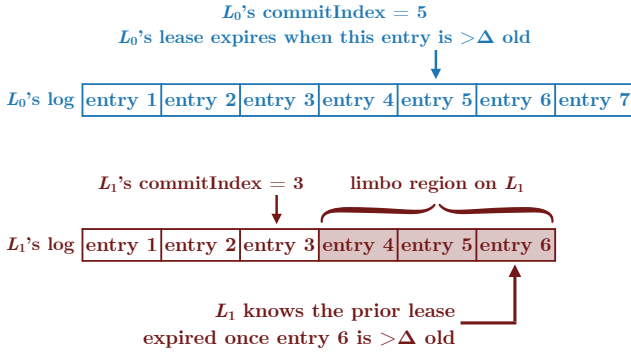 L₀'s commitIndex = 5
L₀'s lease expires when this entry is >Δ old
L₀'s log entry 1 entry 2 entry 3 entry 4 entry 5 entry 6 entry 7
L₁'s commitIndex = 3 limbo region on L₁
L₁'s log entry 1 entry 2 entry 3 entry 4 entry 5 entry 6
L₁ knows the prior lease
expired once entry 6 is >Δ old